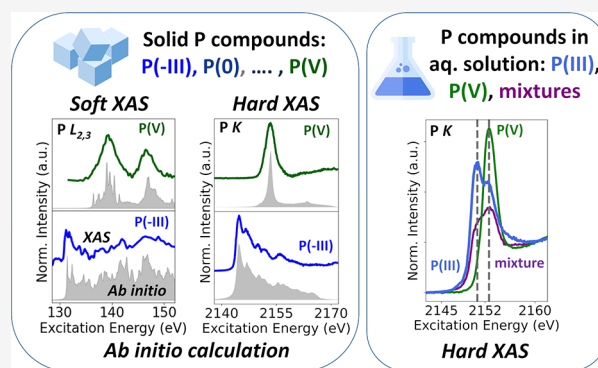 Solid P compounds:
P(-III), P(0), .... , P(V)
Soft XAS
Hard XAS
P L2,3
P(V)
P(-III)
XAS
Ab initio
Norm. Intensity (a.u.)
130 140 150
Excitation Energy (eV)
P K
P(V)
P(-III)
2140 2155 2170
Excitation Energy (eV)
Ab initio calculation
P compounds in
aq. solution: P(III),
P(V), mixtures
P K
P(V)
P(III)
mixture
Norm. Intensity (a.u.)
2145 2152 2160
Excitation Energy (eV)
Hard XAS